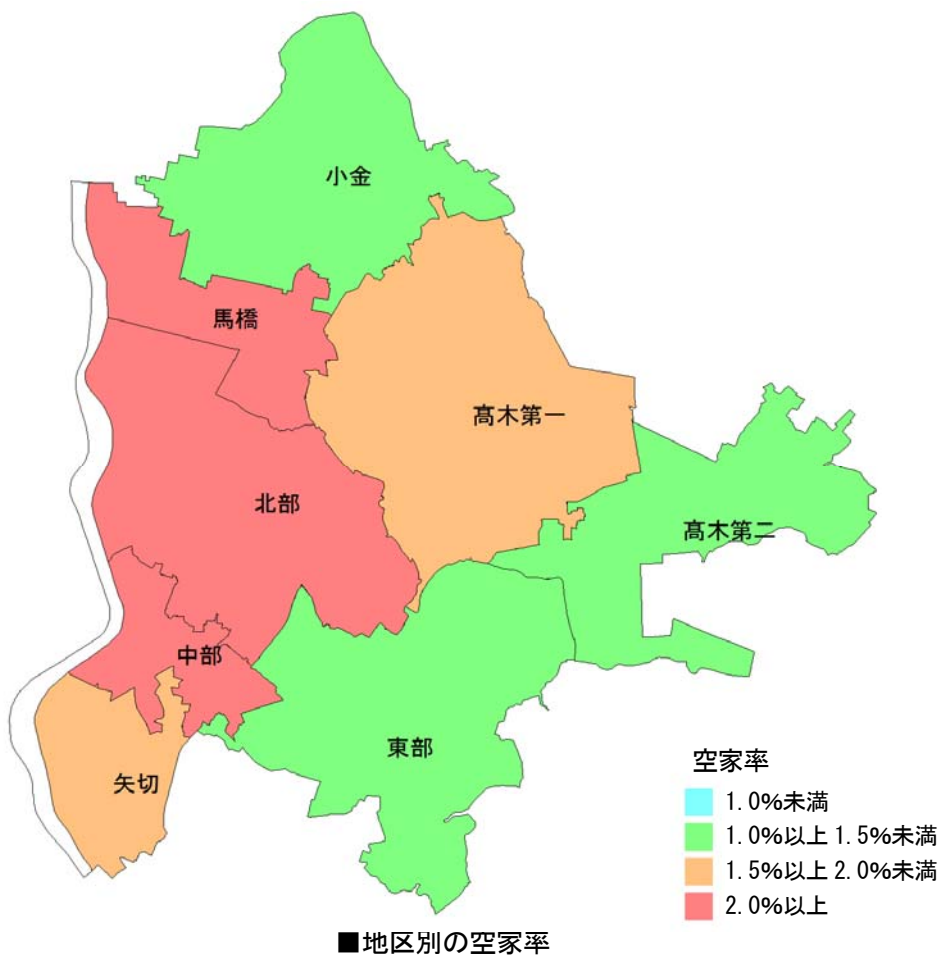 小金
馬橋
髙木第一
北部
髙木第二
中部
東部
矢切
空家率
1.0%未満
1.0%以上 1.5%未満
1.5%以上 2.0%未満
2.0%以上
■地区別の空家率